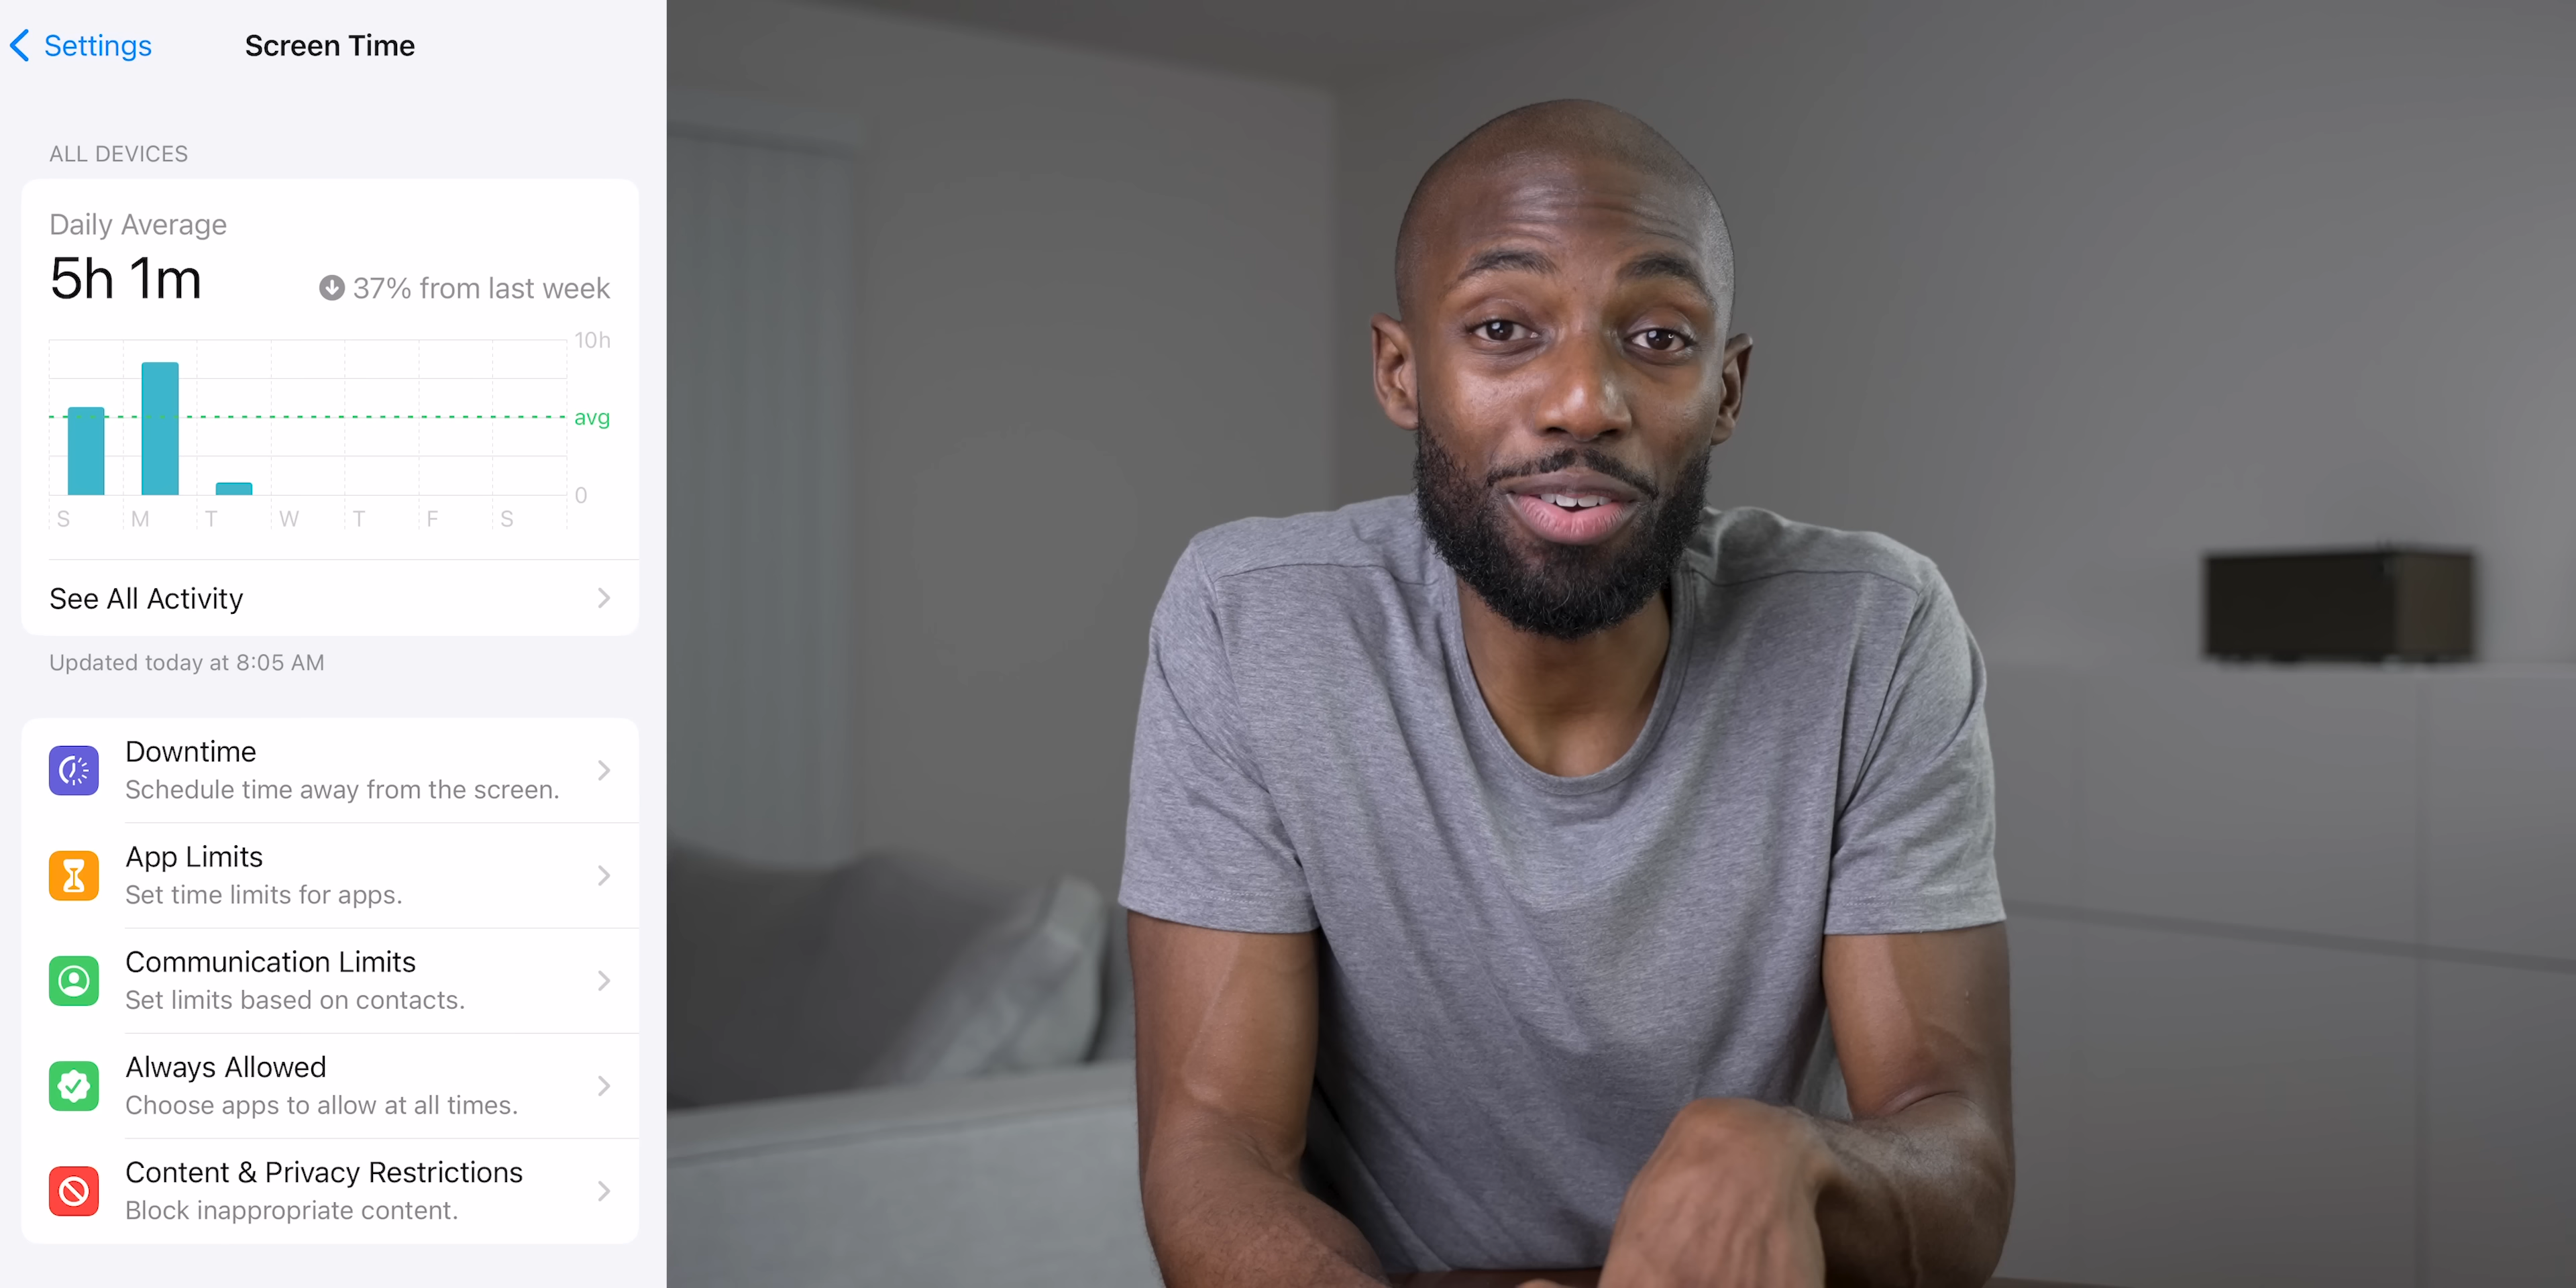 Settings
Screen Time
ALL DEVICES
Daily Average
5h 1m
37% from last week
10h
avg
0
S M T W T F S
See All Activity
Updated today at 8:05 AM
Downtime
Schedule time away from the screen.
App Limits
Set time limits for apps.
Communication Limits
Set limits based on contacts.
Always Allowed
Choose apps to allow at all times.
Content & Privacy Restrictions
Block inappropriate content.